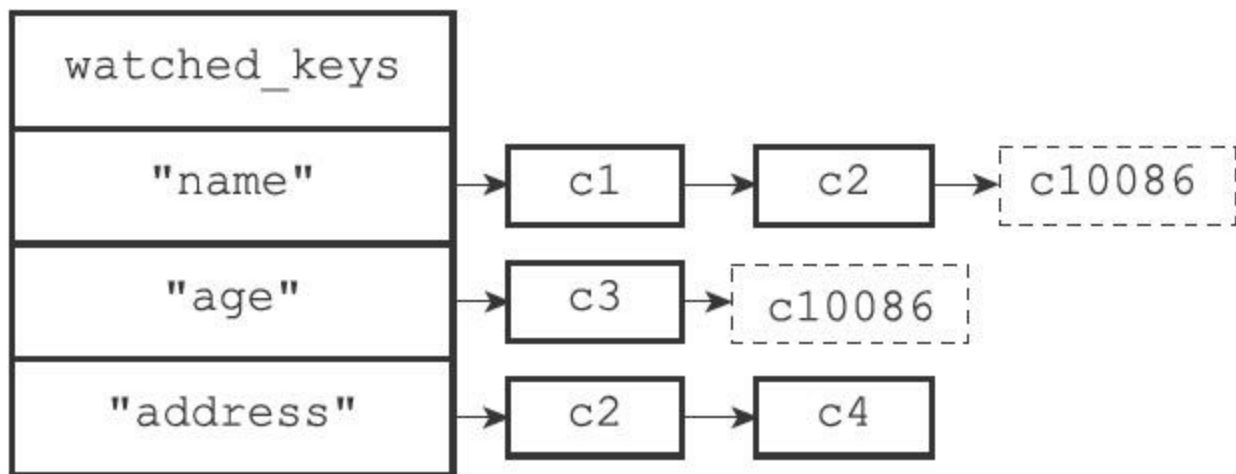 watched_keys
"name" c1 c2 c10086
"age" c3 c10086
"address" c2 c4